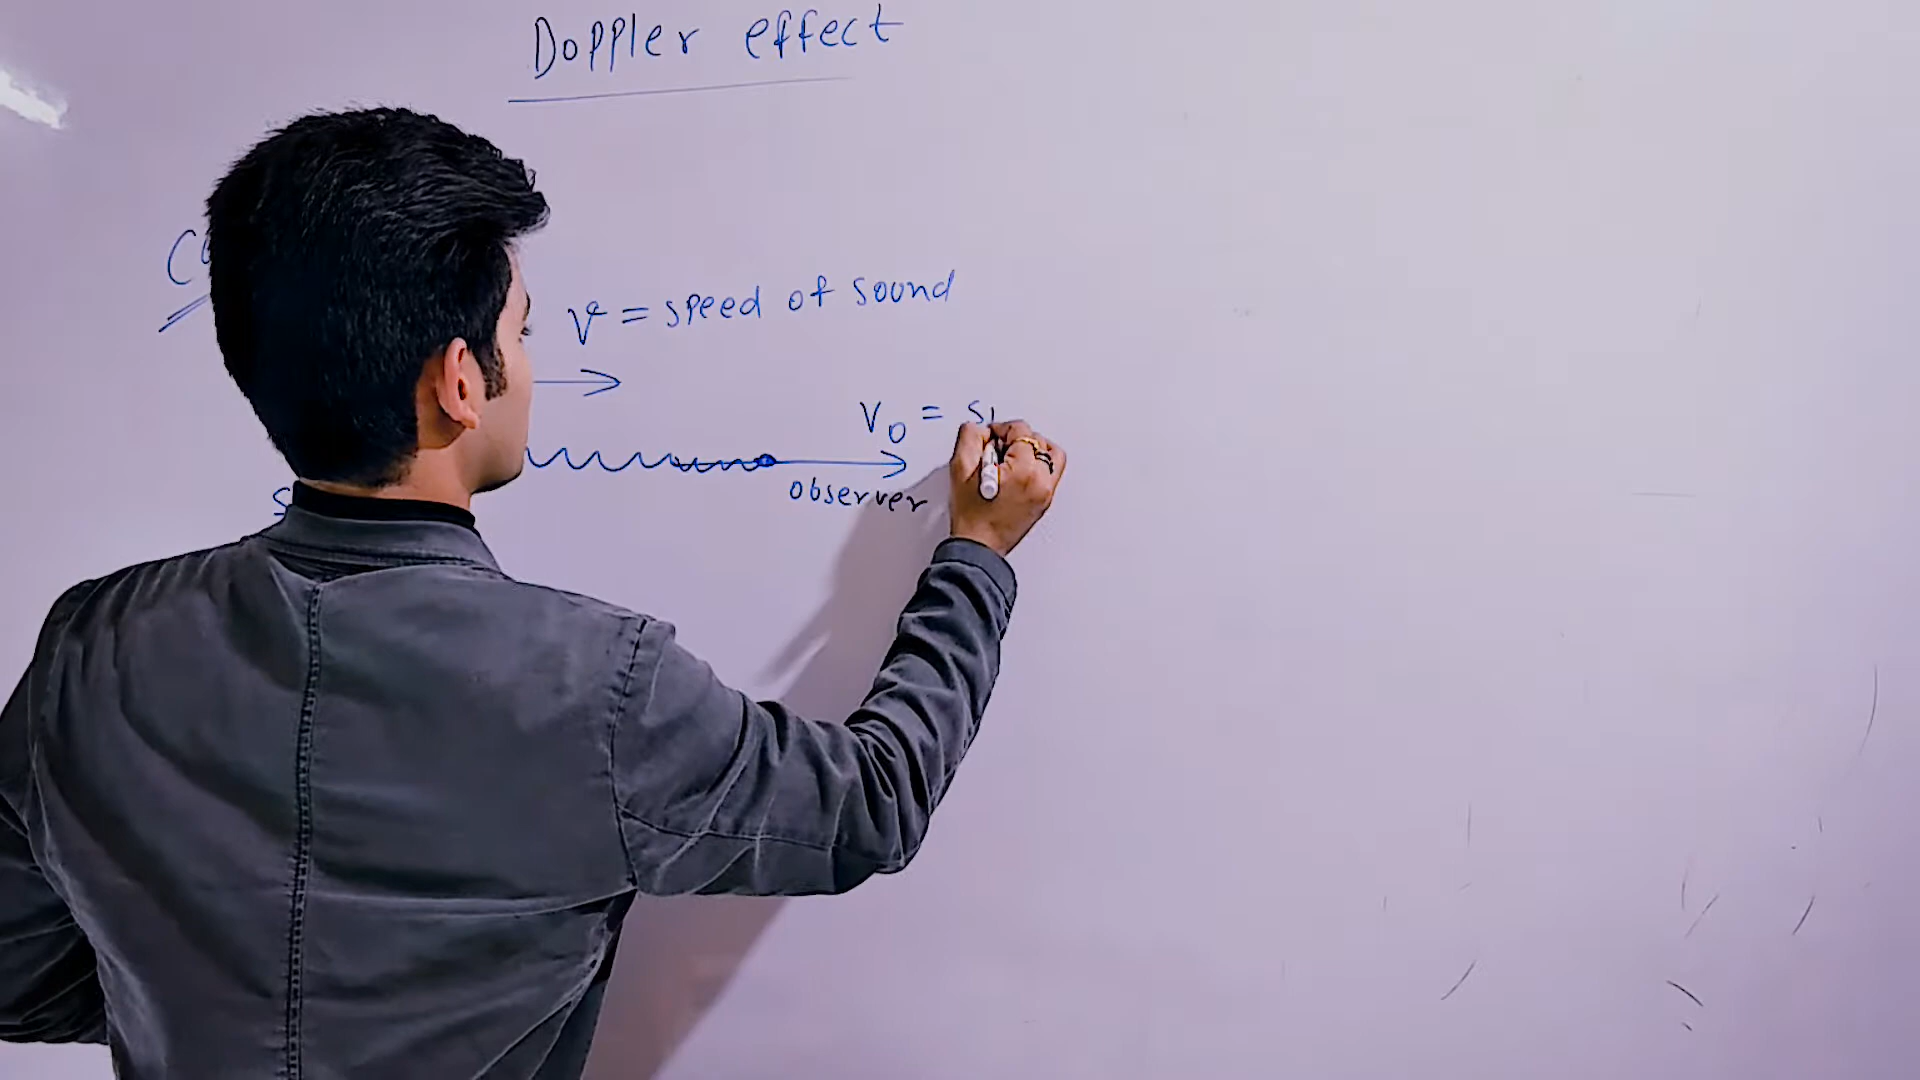 Doppler effect
v = speed of sound
V₀ =
observer